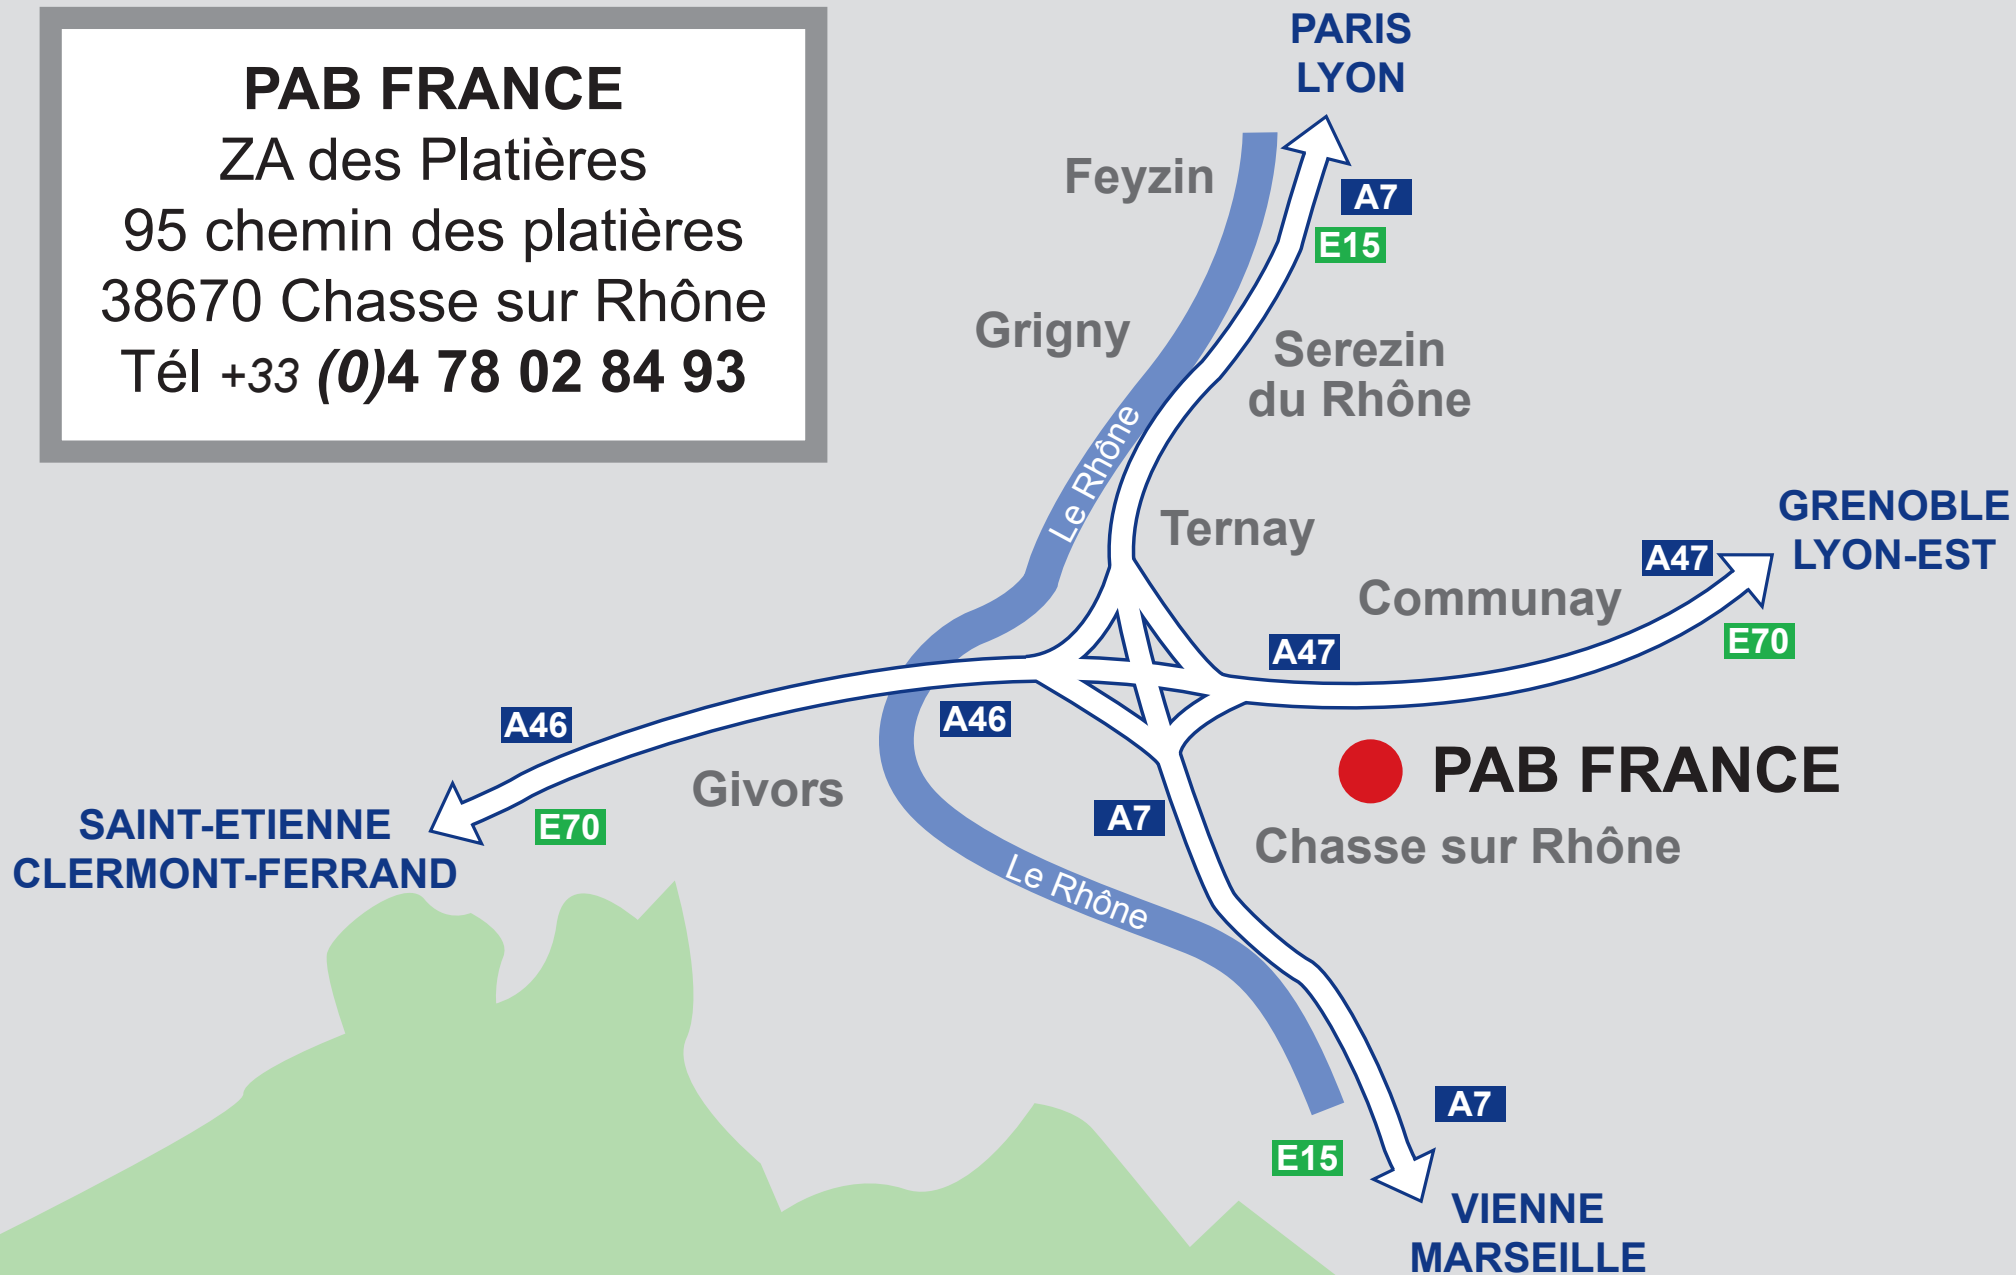 PAB FRANCE
ZA des Platières
95 chemin des platières
38670 Chasse sur Rhône
Tél +33 (0)4 78 02 84 93
PARIS
LYON
Feyzin
A7
E15
Grigny
Serezin
du Rhône
Le Rhône
Ternay
GRENOBLE
LYON-EST
A47
Communay
E70
A47
A46
A46
Givors
PAB FRANCE
SAINT-ETIENNE
CLERMONT-FERRAND
E70
A7
Chasse sur Rhône
Le Rhône
A7
E15
VIENNE
MARSEILLE